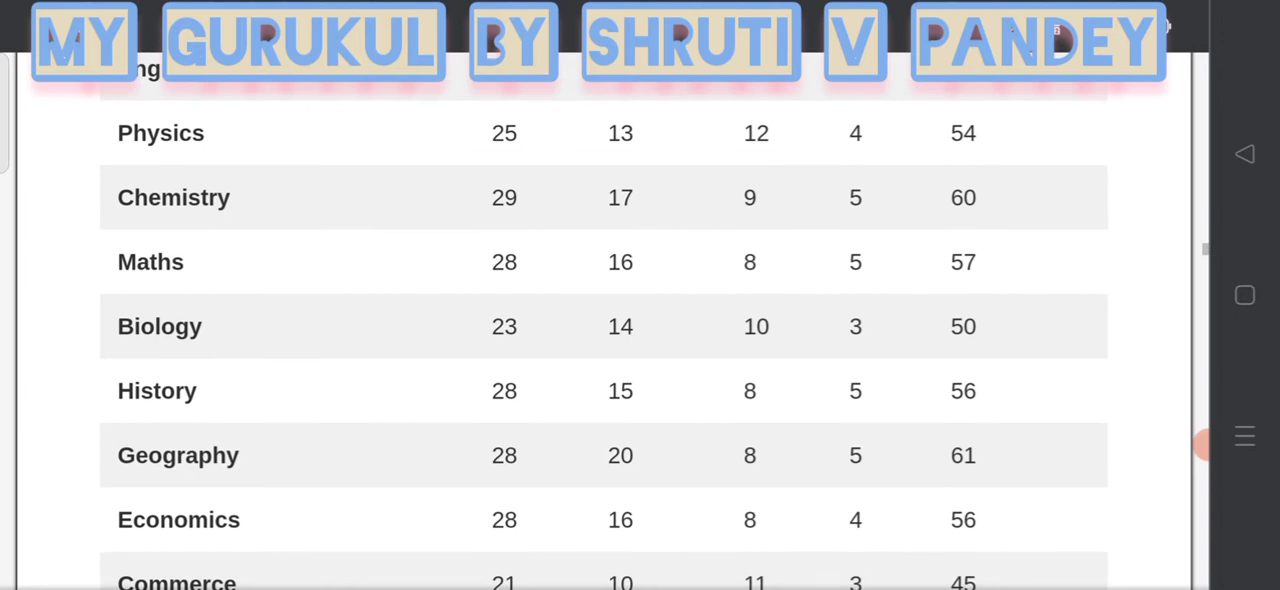 MY GURUKUL BY SHRUTI V PANDEY
Physics 25 13 12 4 54
Chemistry 29 17 9 5 60
Maths 28 16 8 5 57
Biology 23 14 10 3 50
History 28 15 8 5 56
Geography 28 20 8 5 61
Economics 28 16 8 4 56
Commerce 21 10 11 3 45